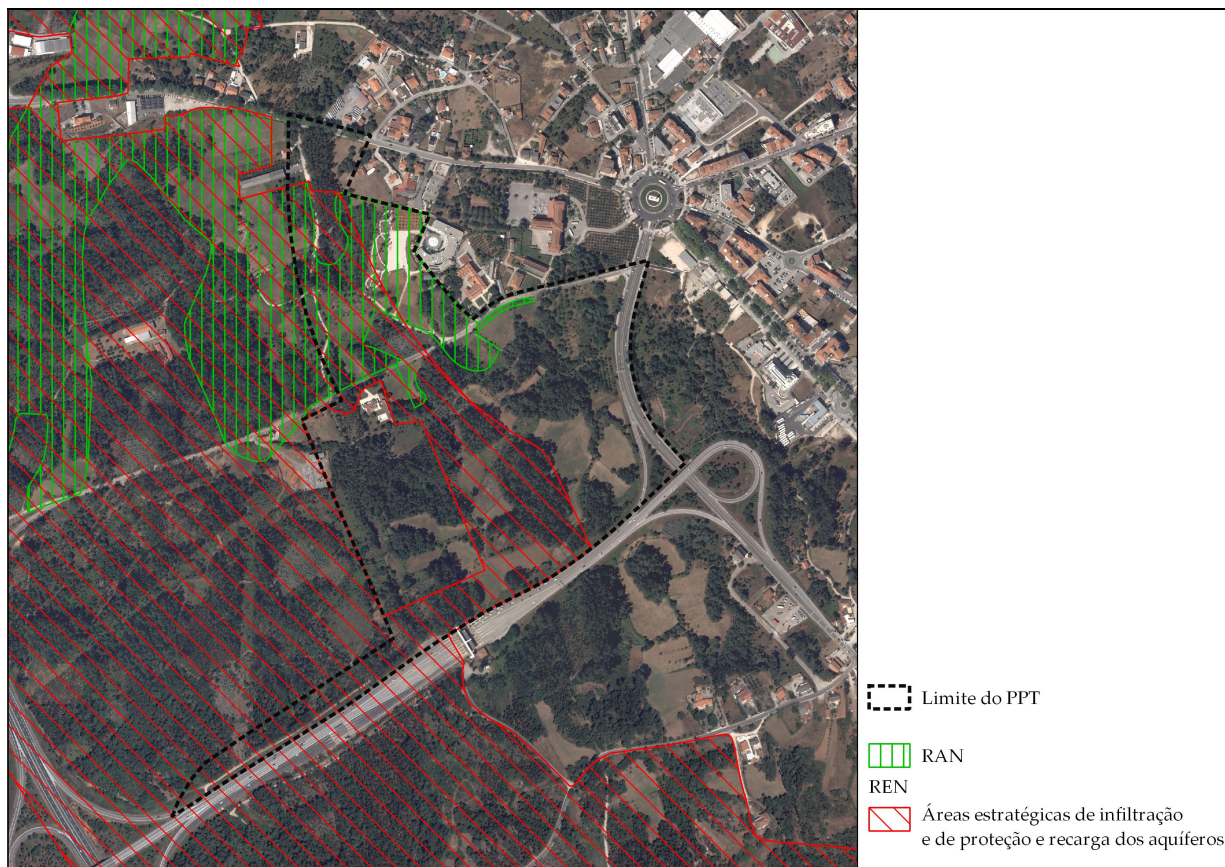 Limite do PPT
RAN
REN
Áreas estratégicas de infiltração
e de proteção e recarga dos aquíferos